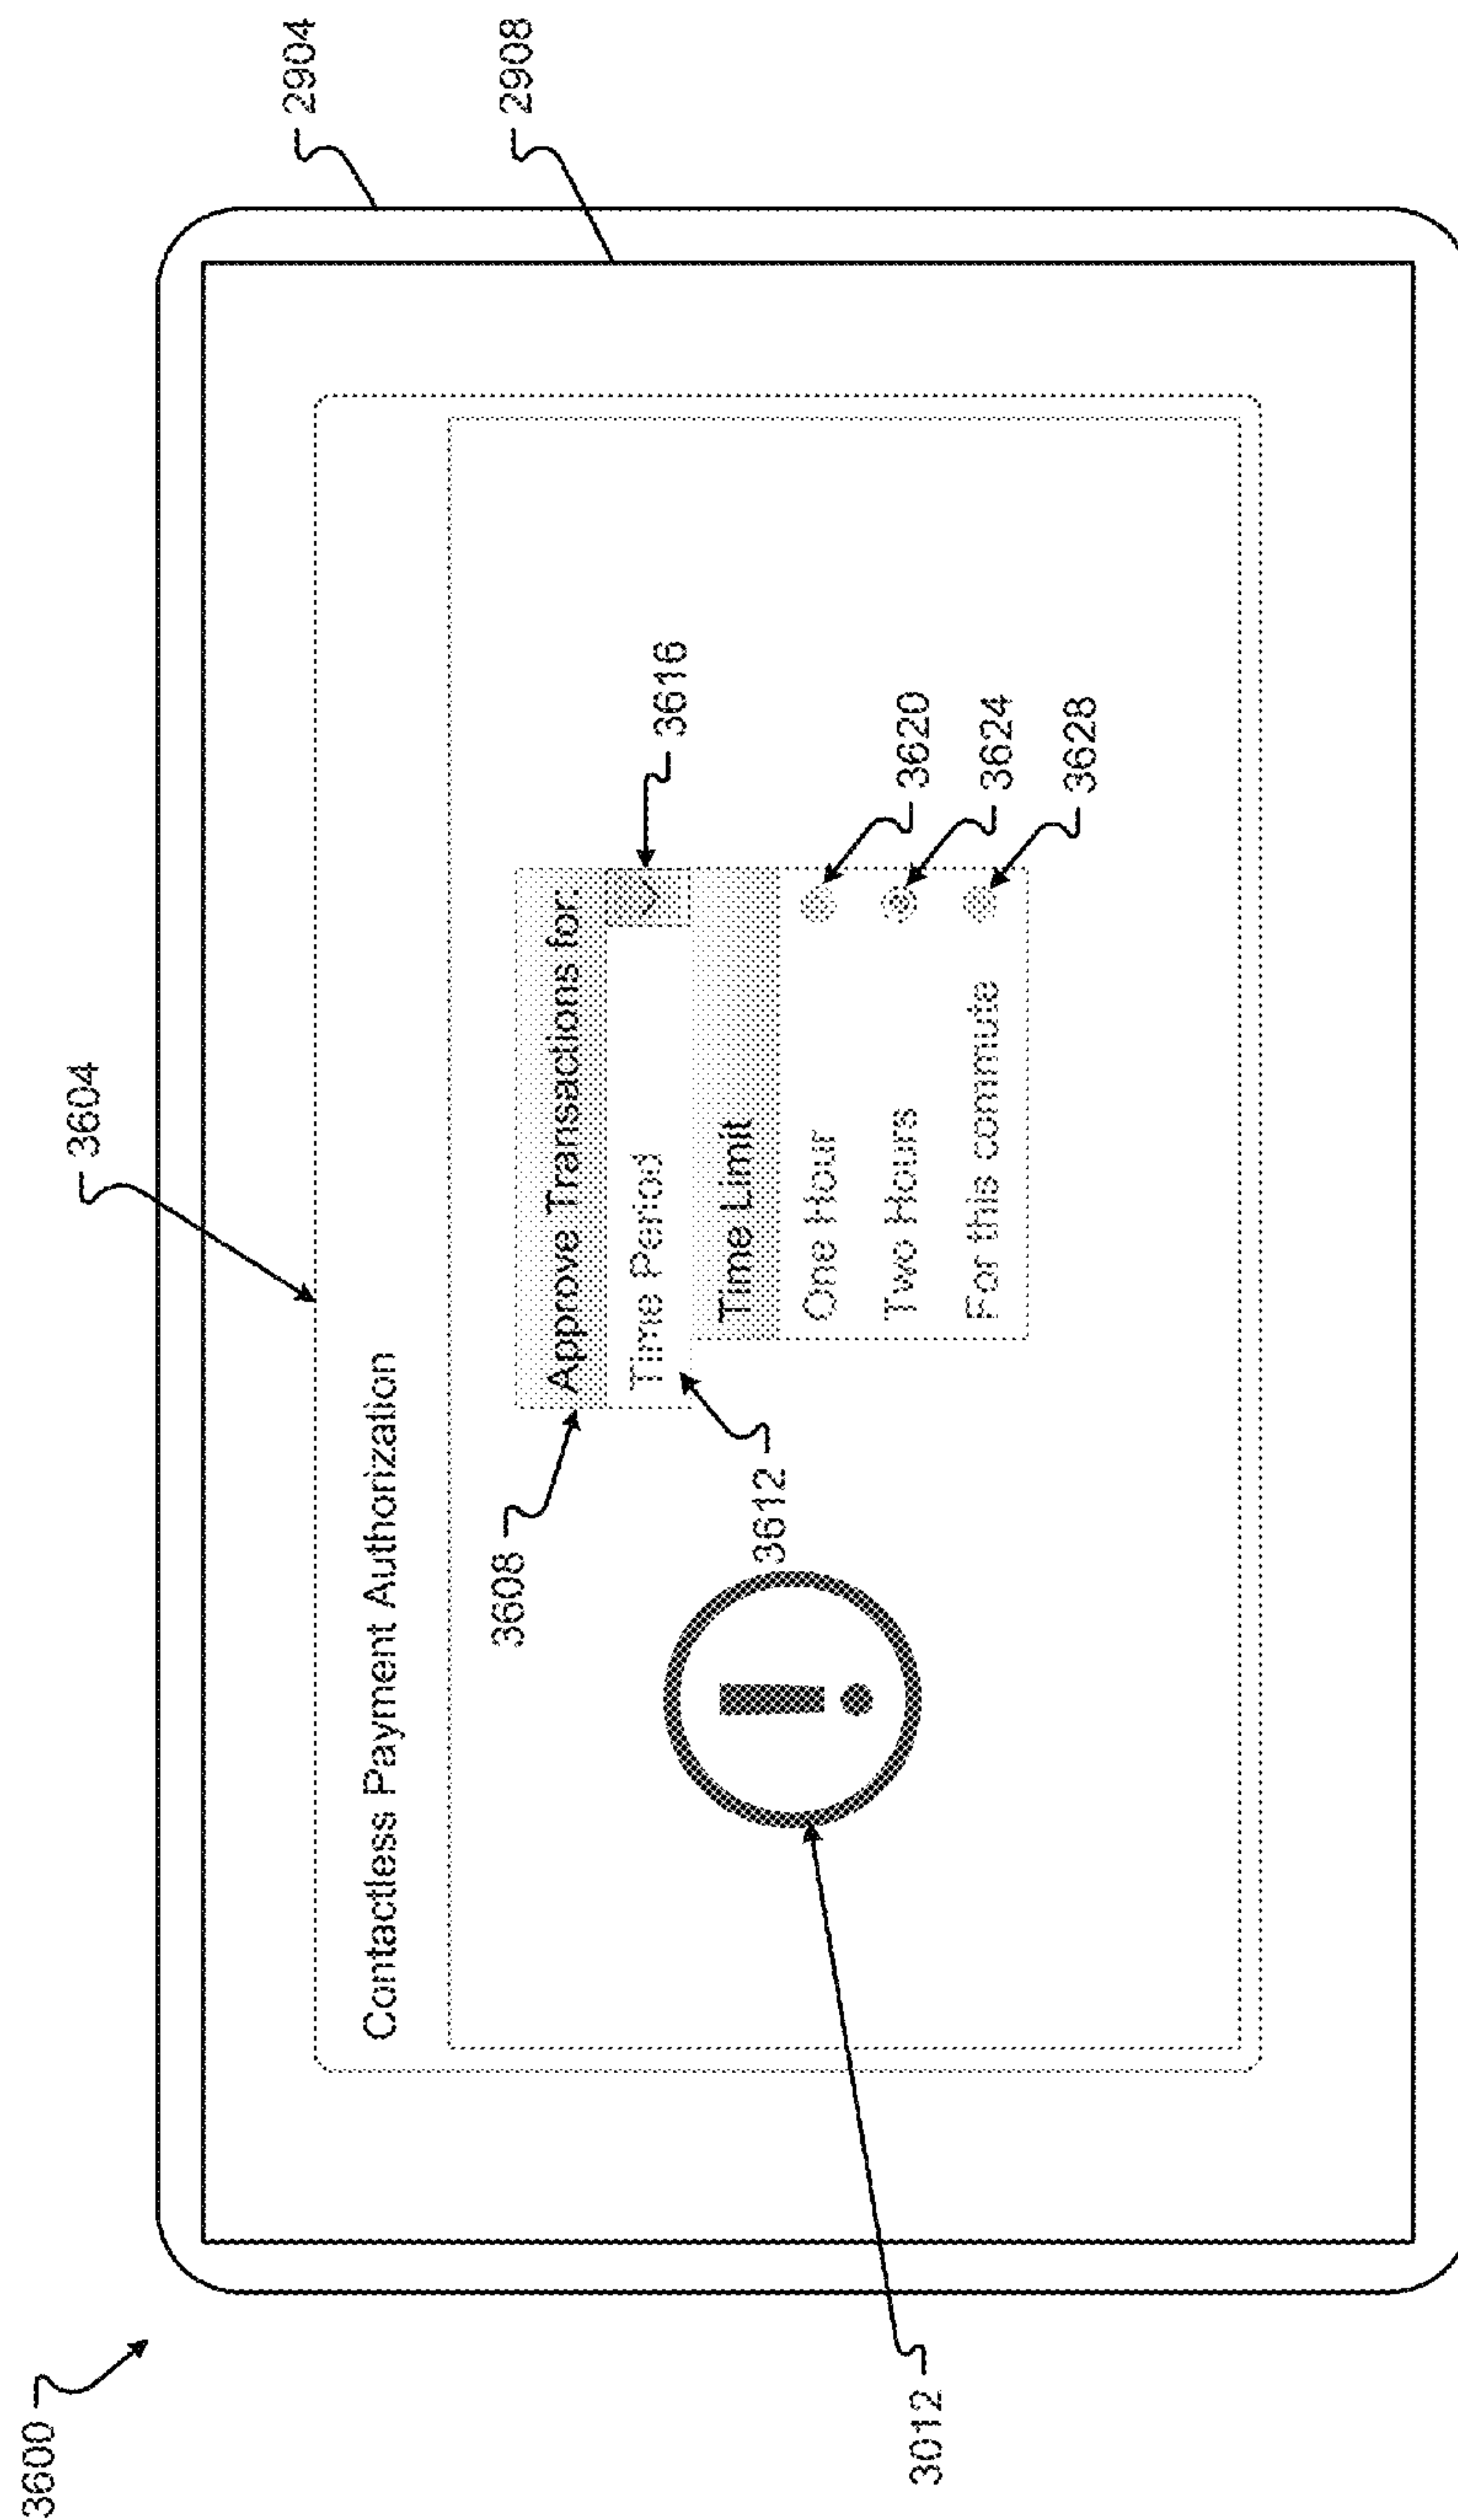 3600
3604
2904
2908
Contactless Payment Authorization
3608
Approve Transactions for:
Time Period
3616
3612
Time Limit
One Hour
3620
Two Hours
3624
For this commute
3628
3012